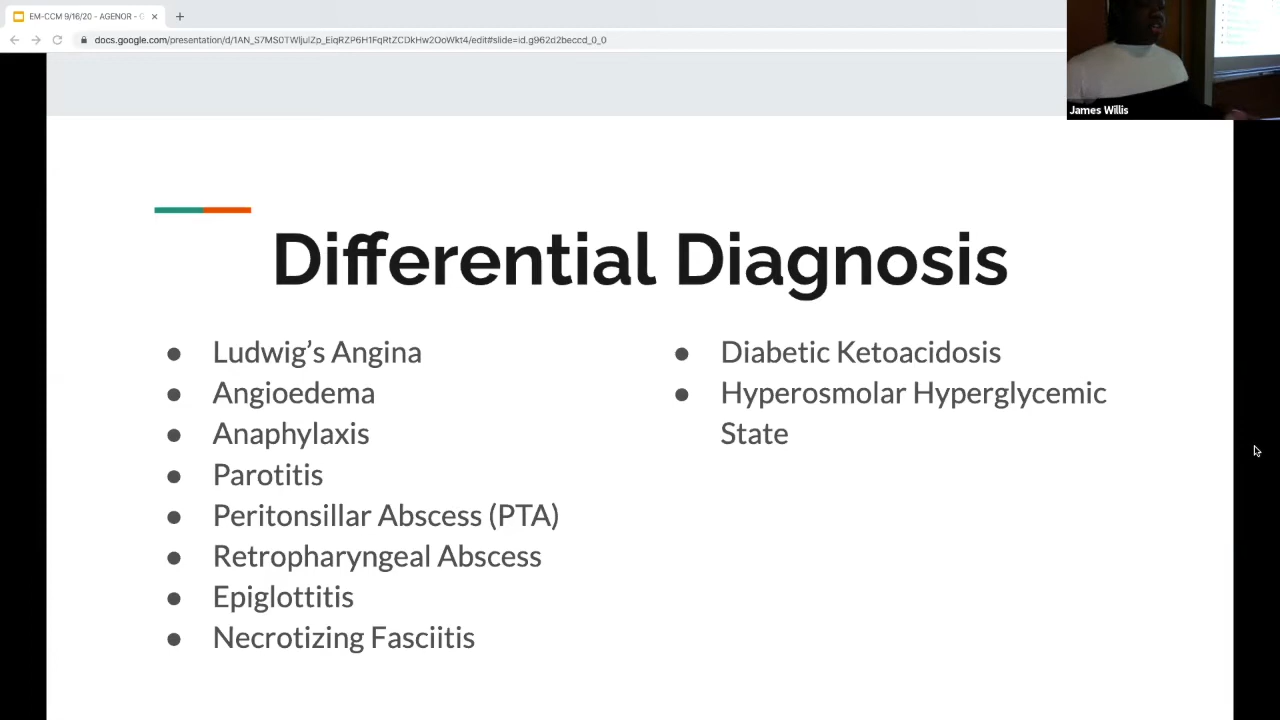 EM-CCM 9/16/20 - AGENOR - G
docs.google.com/presentation/d/1AN_S7MS0TWljulZp_EiqRZP6H1FqRtZCDkHw2OoWkt4/edit#slide=id.g962d2beccd_0_0
James Willis
Differential Diagnosis
● Ludwig’s Angina
● Angioedema
● Anaphylaxis
● Parotitis
● Peritonsillar Abscess (PTA)
● Retropharyngeal Abscess
● Epiglottitis
● Necrotizing Fasciitis
● Diabetic Ketoacidosis
● Hyperosmolar Hyperglycemic
State